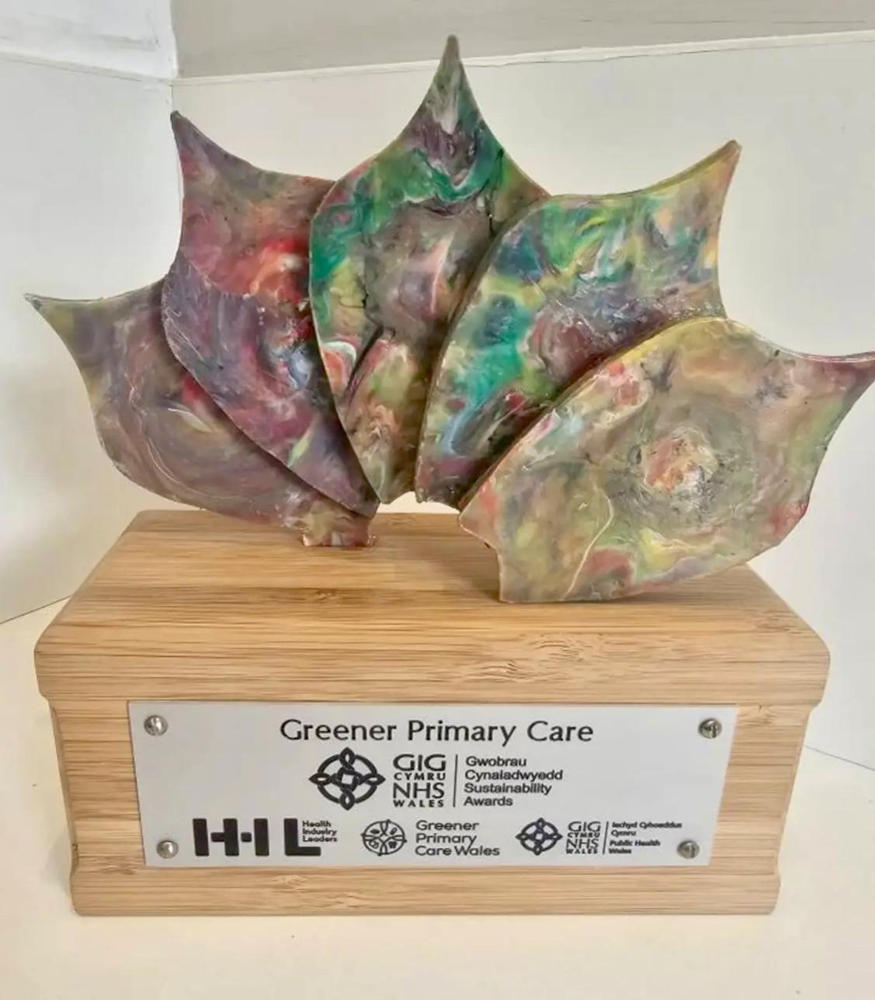 Greener Primary Care
GIG
CYMRU
NHS
WALES
Gwobrau
Cynaladwyedd
Sustainability
Awards
HIL
Health
Industry
Leaders
Greener
Primary
Care Wales
GIG
CYMRU
NHS
WALES
Iechyd Cyhoeddus
Cymru
Public Health
Wales